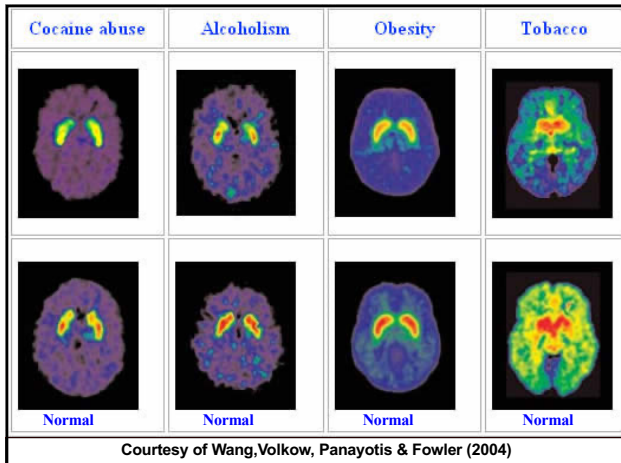 Cocaine abuse Alcoholism Obesity Tobacco
Normal Normal Normal Normal
Courtesy of Wang,Volkow, Panayotis & Fowler (2004)